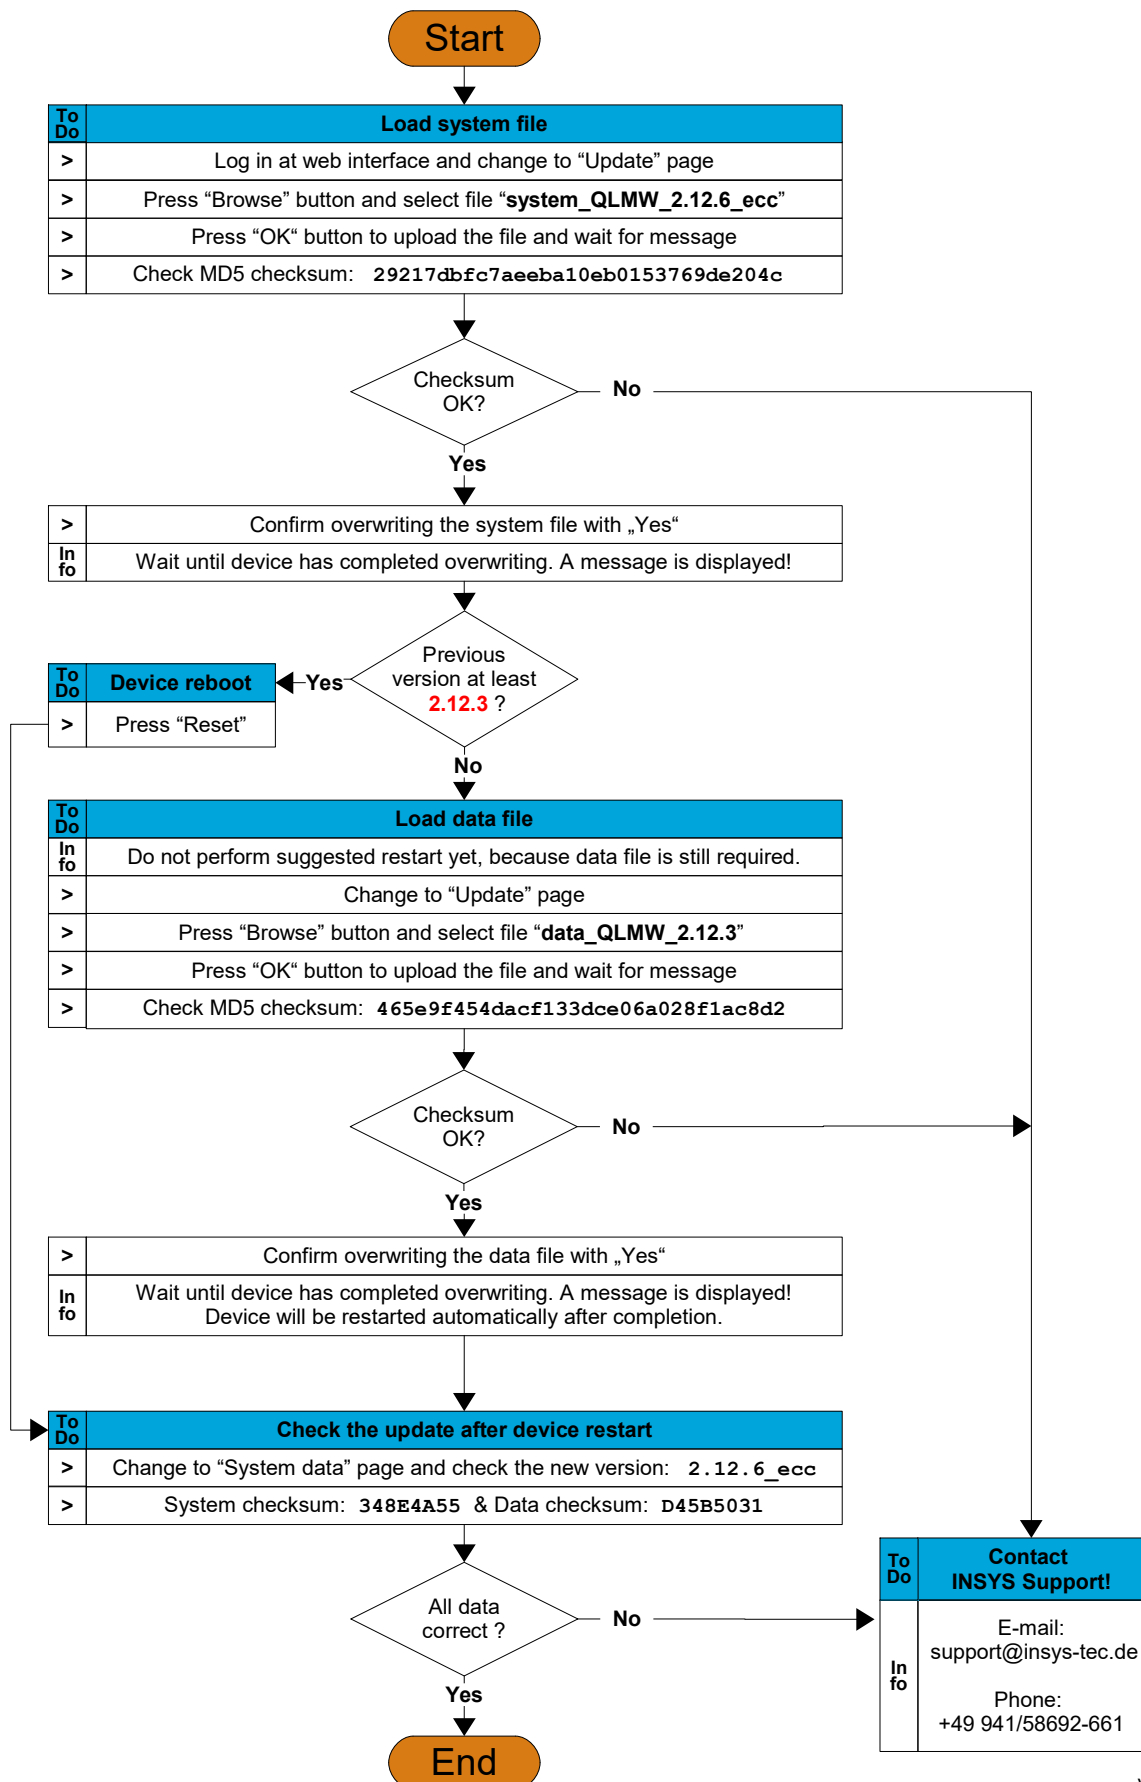 Start
To Do
Load system file
> Log in at web interface and change to “Update” page
> Press “Browse” button and select file “system_QLMW_2.12.6_ecc”
> Press “OK“ button to upload the file and wait for message
> Check MD5 checksum: 29217dbfc7aeeba10eb0153769de204c
Checksum
OK?
No
Yes
> Confirm overwriting the system file with „Yes“
In
fo
Wait until device has completed overwriting. A message is displayed!
Previous
version at least
2.12.3 ?
Yes
To
Do
Device reboot
> Press “Reset”
No
To
Do
Load data file
In
fo
Do not perform suggested restart yet, because data file is still required.
> Change to “Update” page
> Press “Browse” button and select file “data_QLMW_2.12.3”
> Press “OK“ button to upload the file and wait for message
> Check MD5 checksum: 465e9f454dacf133dce06a028f1ac8d2
Checksum
OK?
No
Yes
> Confirm overwriting the data file with „Yes“
In
fo
Wait until device has completed overwriting. A message is displayed!
Device will be restarted automatically after completion.
To
Do
Check the update after device restart
> Change to “System data” page and check the new version: 2.12.6_ecc
> System checksum: 348E4A55 & Data checksum: D45B5031
All data
correct ?
No
To
Do
Contact
INSYS Support!
In
fo
E-mail:
support@insys-tec.de
Phone:
+49 941/58692-661
Yes
End